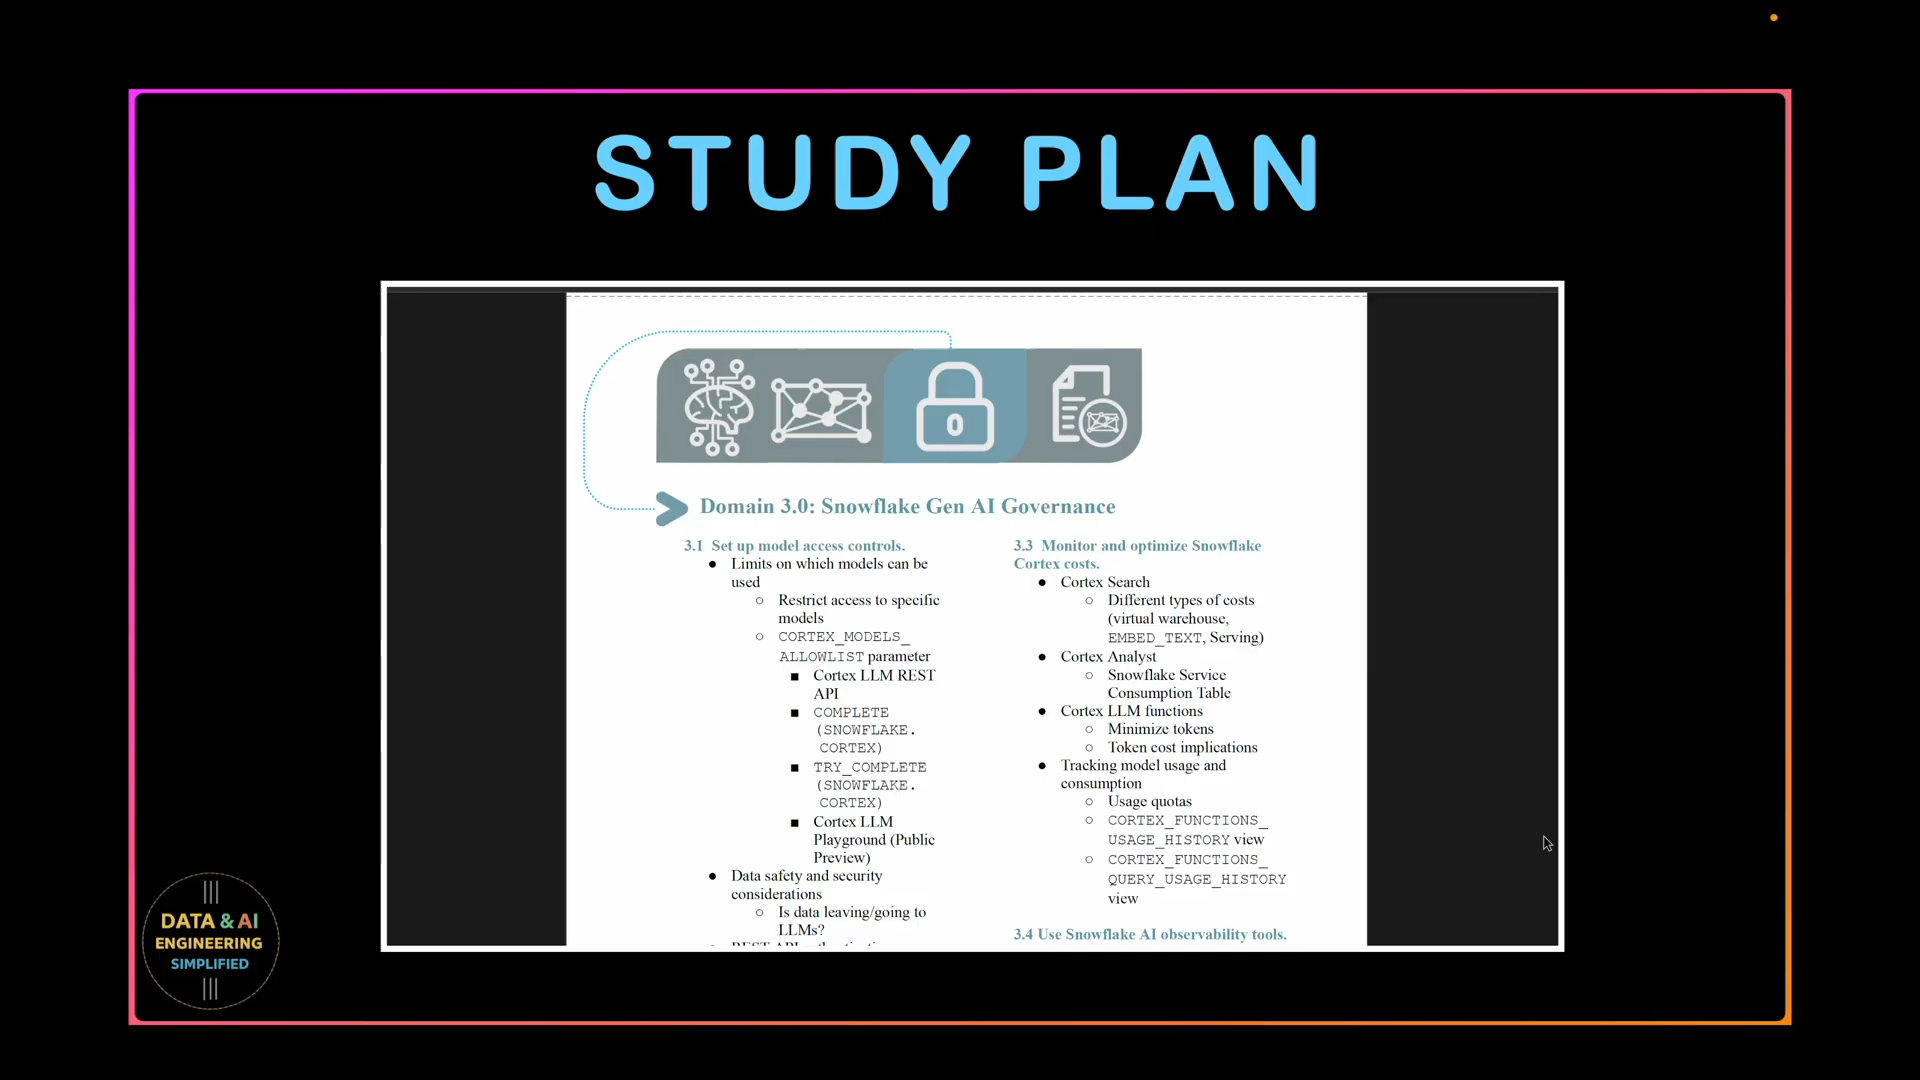 STUDY PLAN
Domain 3.0: Snowflake Gen AI Governance
3.1 Set up model access controls.
● Limits on which models can be
used
○ Restrict access to specific
models
○ CORTEX_MODELS_
ALLOWLIST parameter
■ Cortex LLM REST
API
■ COMPLETE
(SNOWFLAKE.
CORTEX)
■ TRY_COMPLETE
(SNOWFLAKE.
CORTEX)
■ Cortex LLM
Playground (Public
Preview)
● Data safety and security
considerations
○ Is data leaving/going to
LLMs?
3.3 Monitor and optimize Snowflake
Cortex costs.
● Cortex Search
○ Different types of costs
(virtual warehouse,
EMBED_TEXT, Serving)
● Cortex Analyst
○ Snowflake Service
Consumption Table
● Cortex LLM functions
○ Minimize tokens
○ Token cost implications
● Tracking model usage and
consumption
○ Usage quotas
○ CORTEX_FUNCTIONS_
USAGE_HISTORY view
○ CORTEX_FUNCTIONS_
QUERY_USAGE_HISTORY
view
3.4 Use Snowflake AI observability tools.
DATA & AI
ENGINEERING
SIMPLIFIED